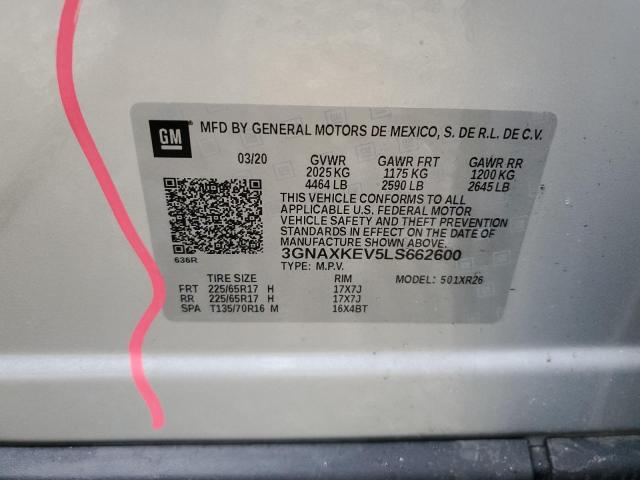 GM MFD BY GENERAL MOTORS DE MEXICO, S. DE R.L. DE C.V.
03/20 GVWR GAWR FRT GAWR RR
2025 KG 1175 KG 1200 KG
4464 LB 2590 LB 2645 LB
THIS VEHICLE CONFORMS TO ALL
APPLICABLE U.S. FEDERAL MOTOR
VEHICLE SAFETY AND THEFT PREVENTION
STANDARDS IN EFFECT ON THE DATE OF
MANUFACTURE SHOWN ABOVE.
636R 3GNAXKEV5LS662600
TYPE: M.P.V. MODEL: 501XR26
TIRE SIZE RIM
FRT 225/65R17 H 17X7J
RR 225/65R17 H 17X7J
SPA T135/70R16 M 16X4BT